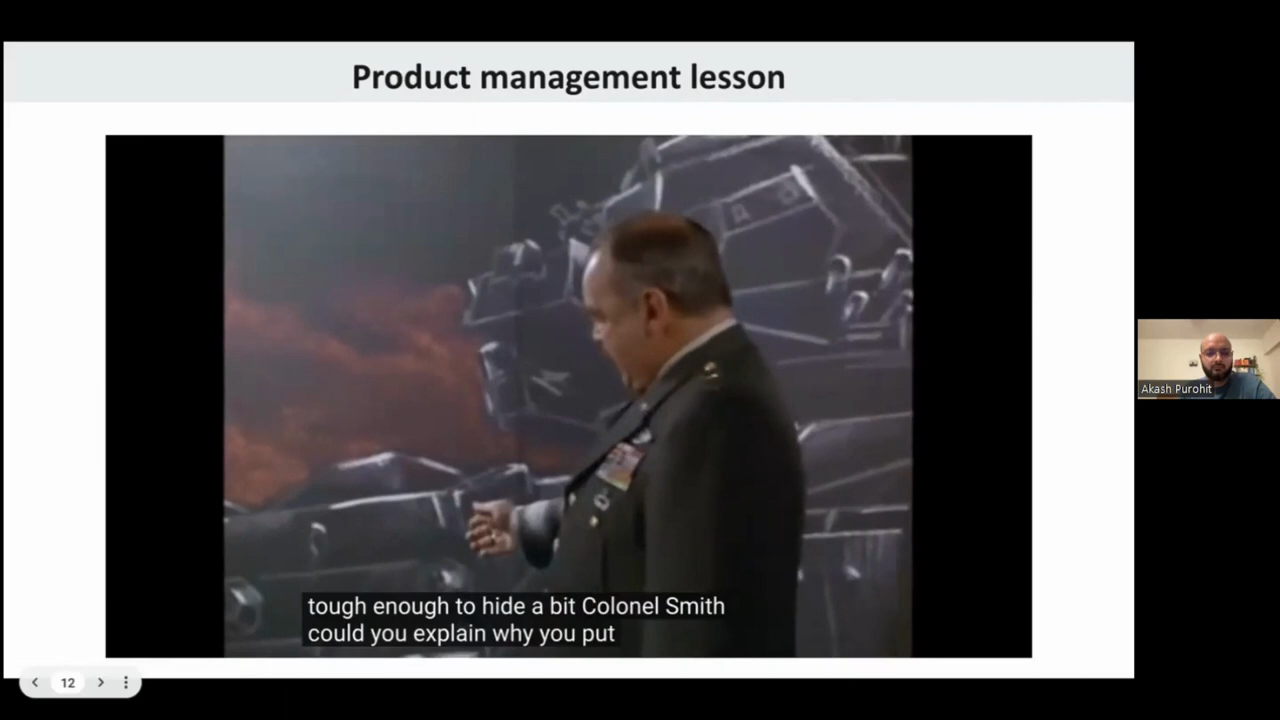 Product management lesson
tough enough to hide a bit Colonel Smith
could you explain why you put
Akash Purohit
12